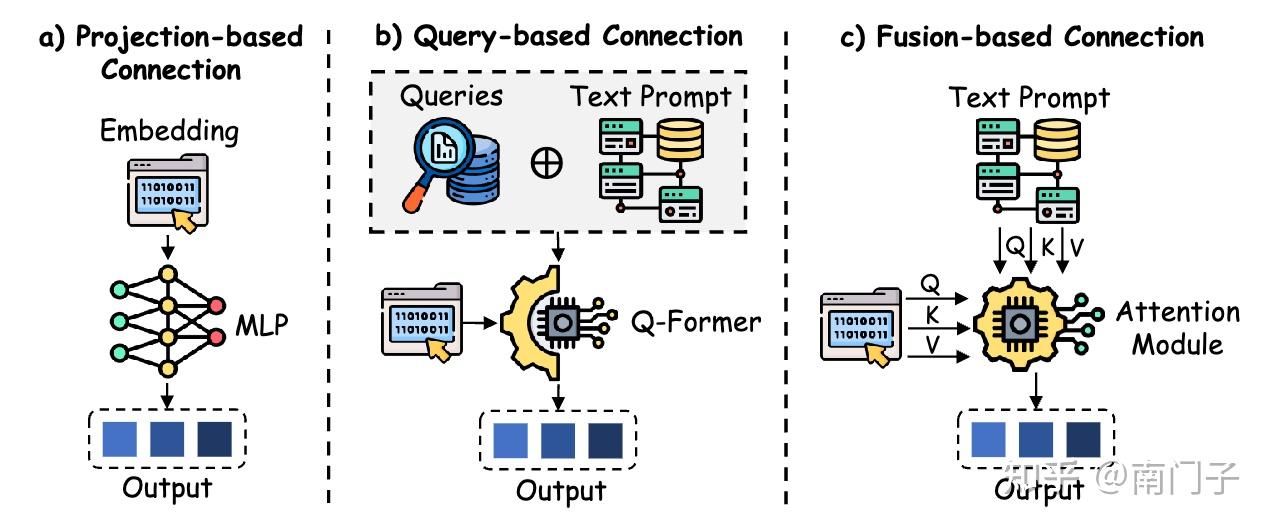 a) Projection-based
Connection
Embedding
11010011
11010011
MLP
Output
b) Query-based Connection
Queries
Text Prompt
11010011
11010011
Q-Former
Output
c) Fusion-based Connection
Text Prompt
Q K V
11010011
11010011
Q
K
V
Attention
Module
Output
知乎 @南门子